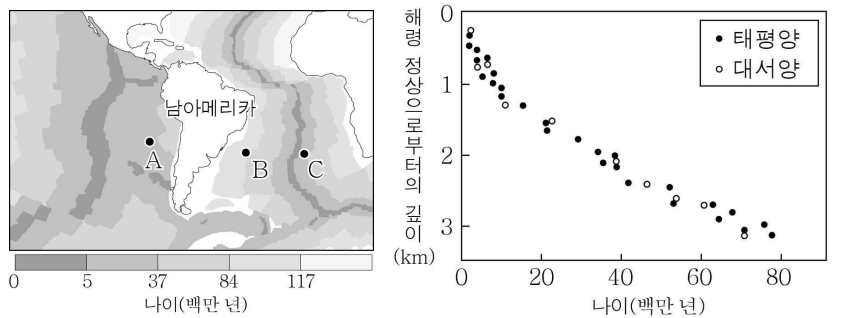 남아메리카
A
B
C
0 5 37 84 117
나이(백만 년)
해령 정상으로부터의 깊이
(km)
0
1
2
3
태평양
대서양
0 20 40 60 80
나이(백만 년)